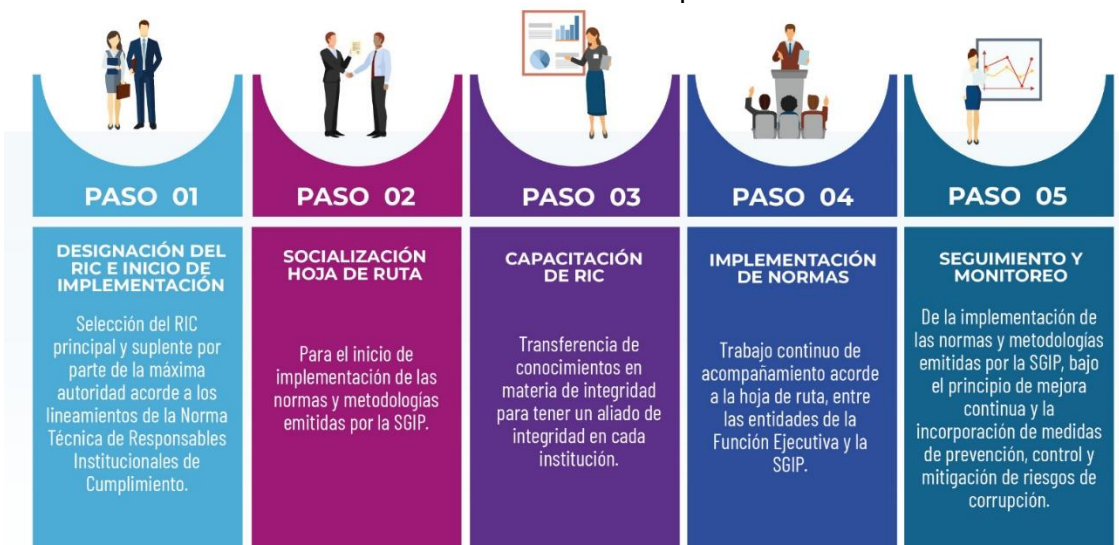 PASO 01
DESIGNACIÓN DEL
RIC E INICIO DE
IMPLEMENTACIÓN
Selección del RIC
principal y suplente por
parte de la máxima
autoridad acorde a los
lineamientos de la Norma
Técnica de Responsables
Institucionales de
Cumplimiento.
PASO 02
SOCIALIZACIÓN
HOJA DE RUTA
Para el inicio de
implementación de las
normas y metodologías
emitidas por la SGIP.
PASO 03
CAPACITACIÓN
DE RIC
Transferencia de
conocimientos en
materia de integridad
para tener un aliado de
integridad en cada
institución.
PASO 04
IMPLEMENTACIÓN
DE NORMAS
Trabajo continuo de
acompañamiento acorde
a la hoja de ruta, entre
las entidades de la
Función Ejecutiva y la
SGIP.
PASO 05
SEGUIMIENTO Y
MONITOREO
De la implementación de
las normas y metodologías
emitidas por la SGIP, bajo
el principio de mejora
continua y la
incorporación de medidas
de prevención, control y
mitigación de riesgos de
corrupción.